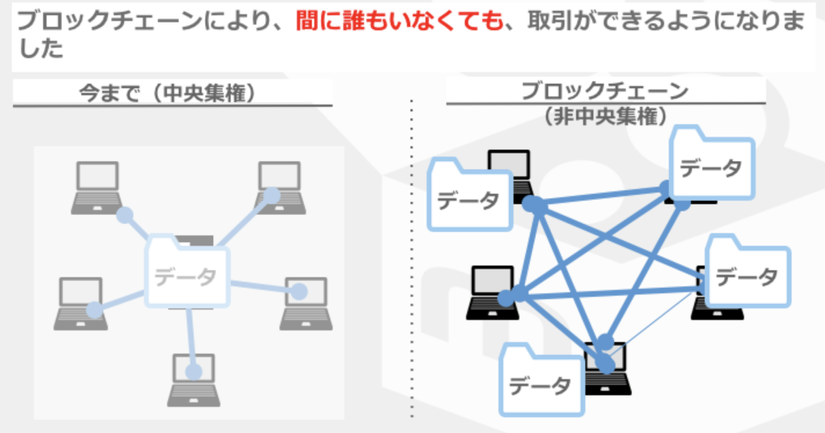 ブロックチェーンにより、間に誰もいなくても、取引ができるようになりま
した
今まで（中央集権）
ブロックチェーン
（非中央集権）
データ
データ
データ
データ
データ